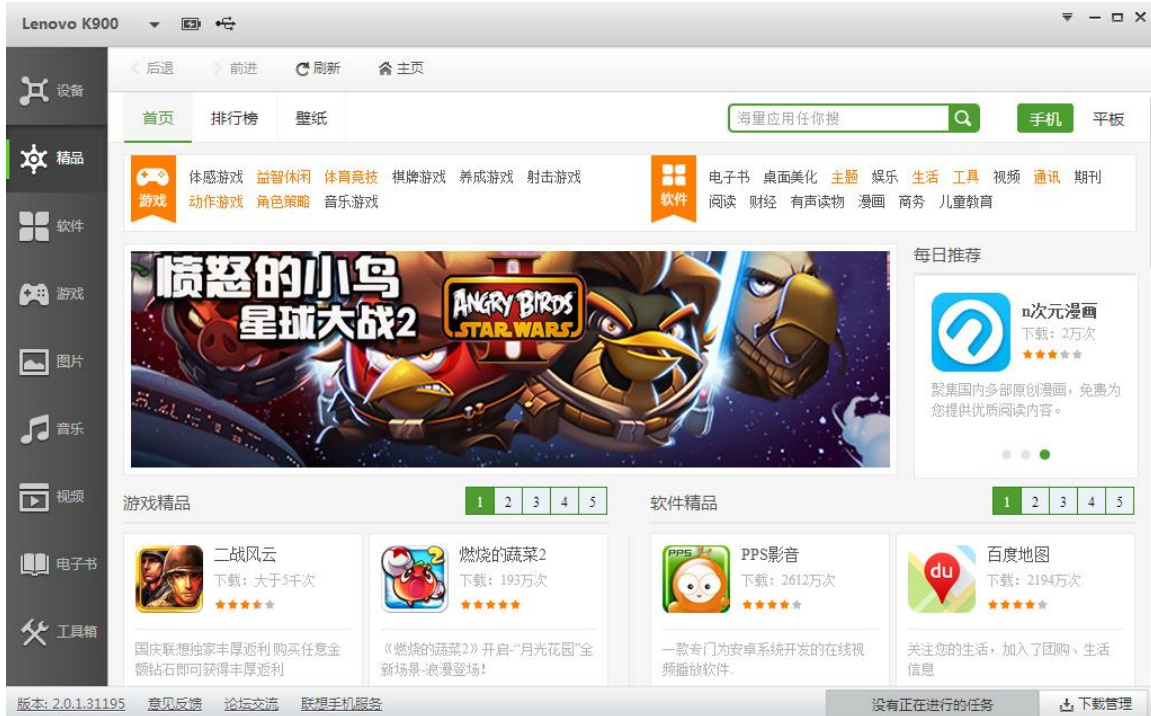 Lenovo K900
后退 前进 刷新 主页
设备
精品
软件
游戏
图片
音乐
视频
电子书
工具箱
首页 排行榜 壁纸 海量应用任你搜 手机 平板
游戏
体感游戏 益智休闲 体育竞技 棋牌游戏 养成游戏 射击游戏
动作游戏 角色策略 音乐游戏
软件
电子书 桌面美化 主题 娱乐 生活 工具 视频 通讯 期刊
阅读 财经 有声读物 漫画 商务 儿童教育
愤怒的小鸟
星球大战2
ANGRY BIRDS
STAR WARS
II
每日推荐
n次元漫画
下载：2万次
聚集国内多部原创漫画，免费为
您提供优质阅读内容。
游戏精品 1 2 3 4 5
二战风云
下载：大于5千次
国庆联想独家丰厚返利购买任意金
额钻石即可获得丰厚返利
2
燃烧的蔬菜2
下载：193万次
《燃烧的蔬菜2》开启-"月光花园"全
新场景-浪漫登场！
软件精品 1 2 3 4 5
PPS
PPS影音
下载：2612万次
一款专门为安卓系统开发的在线视
频播放软件.
du
百度地图
下载：2194万次
关注您的生活，加入了团购、生活
信息
版本: 2.0.1.31195 意见反馈 论坛交流 联想手机服务 没有正在进行的任务 下载管理